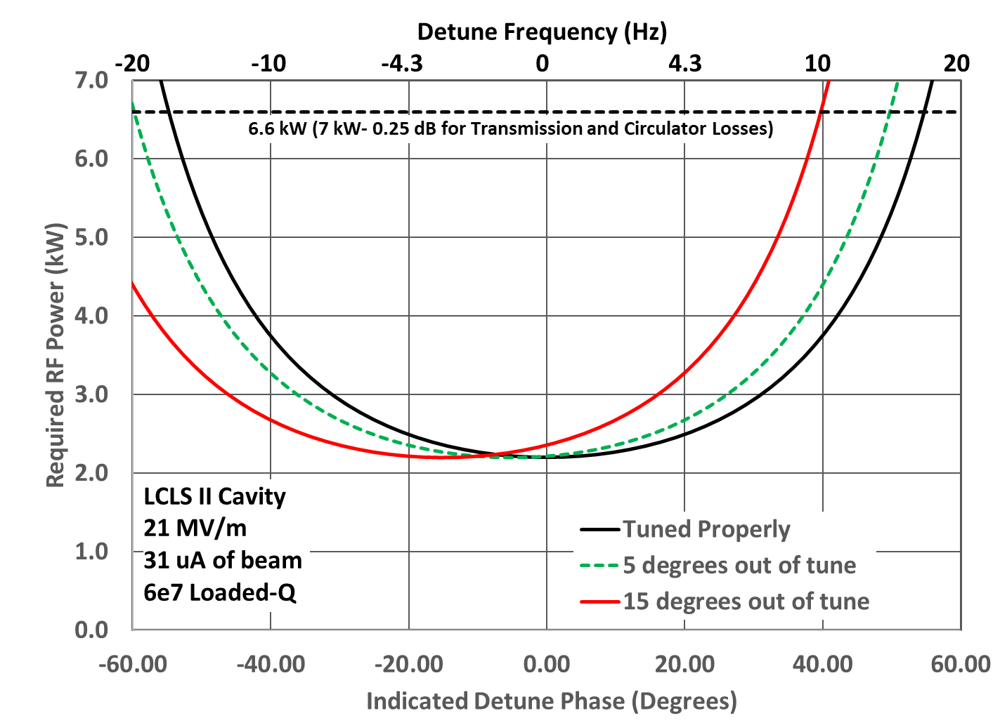 Detune Frequency (Hz)
-20 -10 -4.3 0 4.3 10 20
7.0
6.6 kW (7 kW- 0.25 dB for Transmission and Circulator Losses)
6.0
5.0
4.0
3.0
2.0
1.0
0.0
Required RF Power (kW)
LCLS II Cavity
21 MV/m
31 uA of beam
6e7 Loaded-Q
Tuned Properly
5 degrees out of tune
15 degrees out of tune
-60.00 -40.00 -20.00 0.00 20.00 40.00 60.00
Indicated Detune Phase (Degrees)